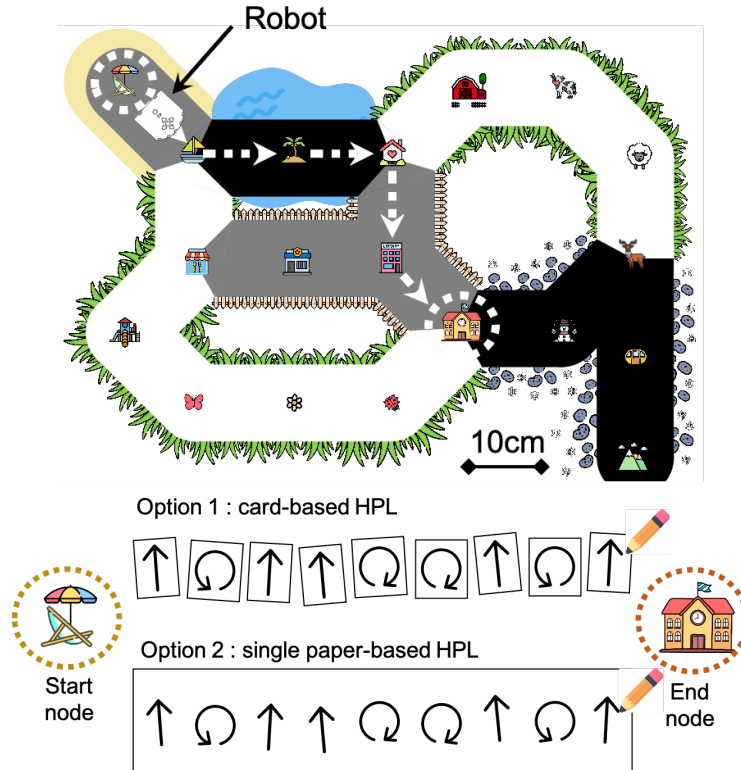 Robot
10cm
Option 1 : card-based HPL
Option 2 : single paper-based HPL
Start
node
End
node